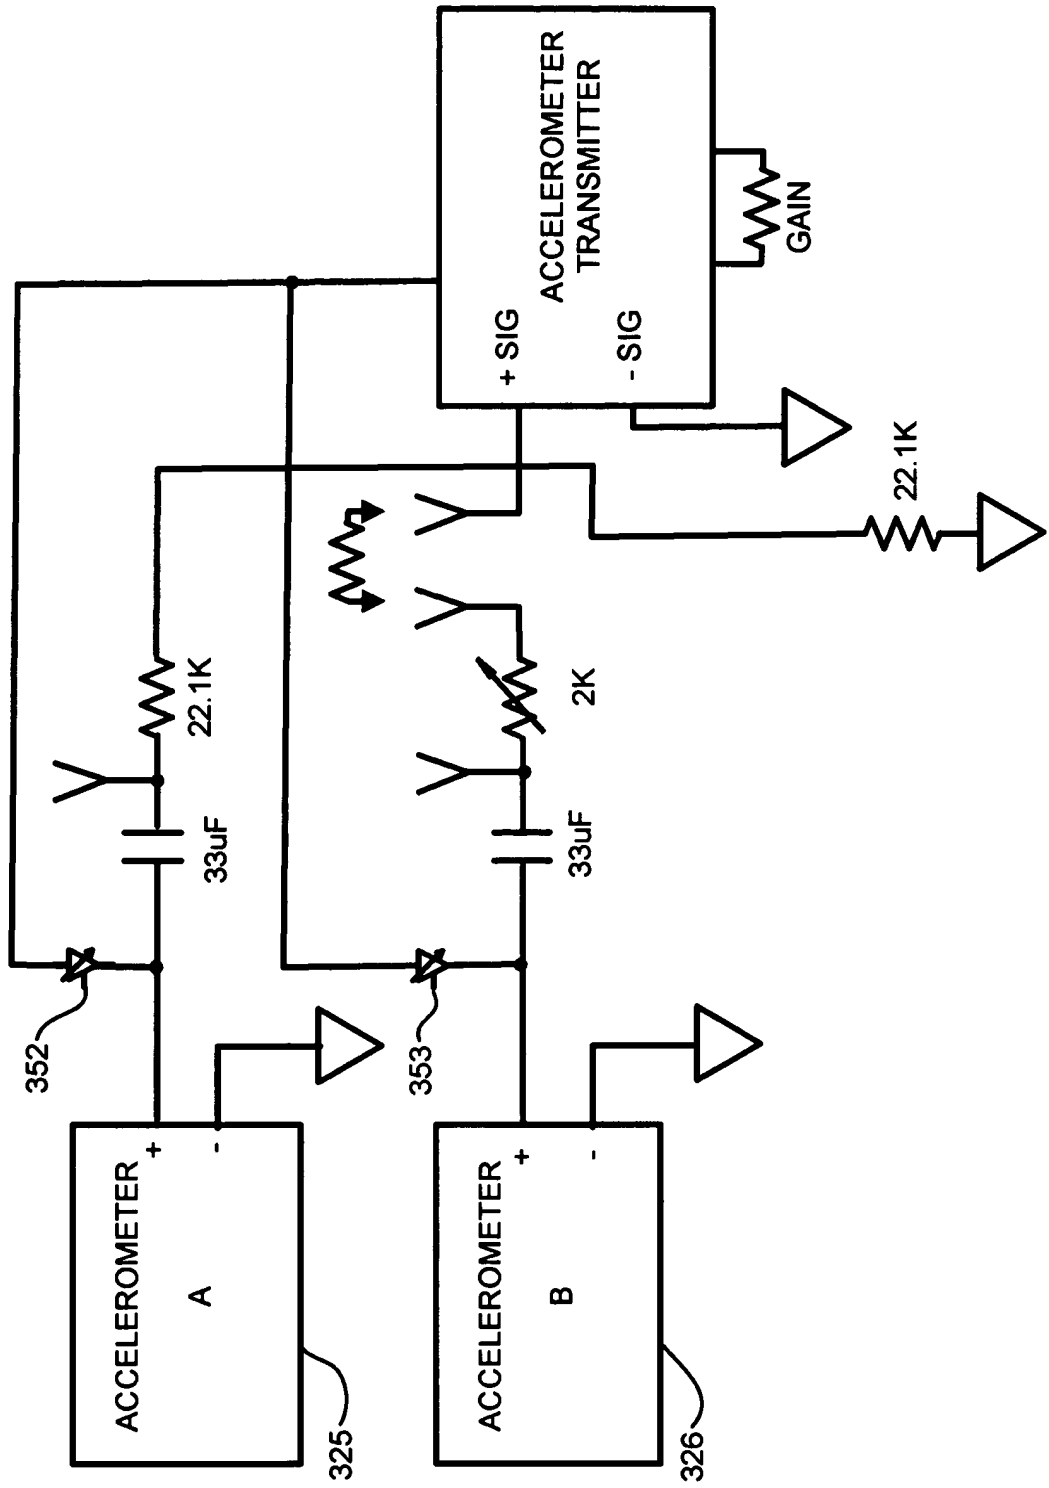 ACCELEROMETER
A
+
-
325
352
33uF
22.1K
ACCELEROMETER
B
+
-
326
353
33uF
2K
22.1K
ACCELEROMETER
TRANSMITTER
+ SIG
- SIG
GAIN